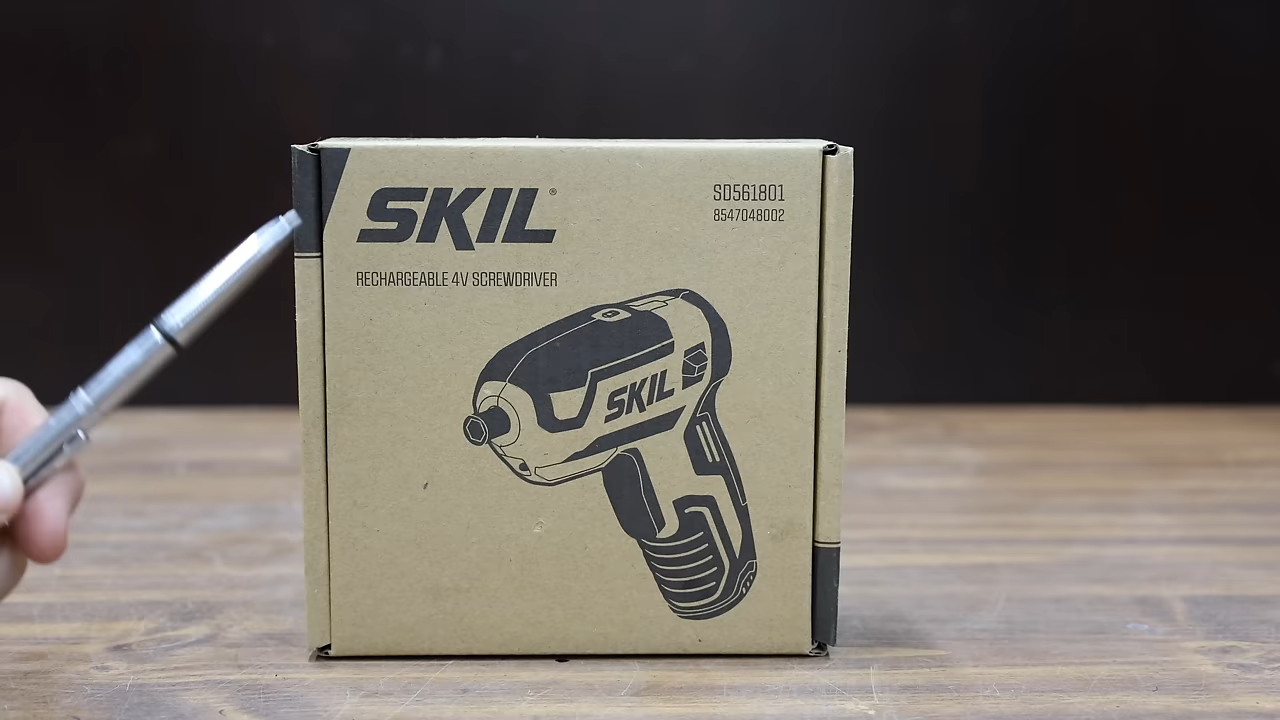 SKIL®
SD561801
8547048002
RECHARGEABLE 4V SCREWDRIVER
SKIL